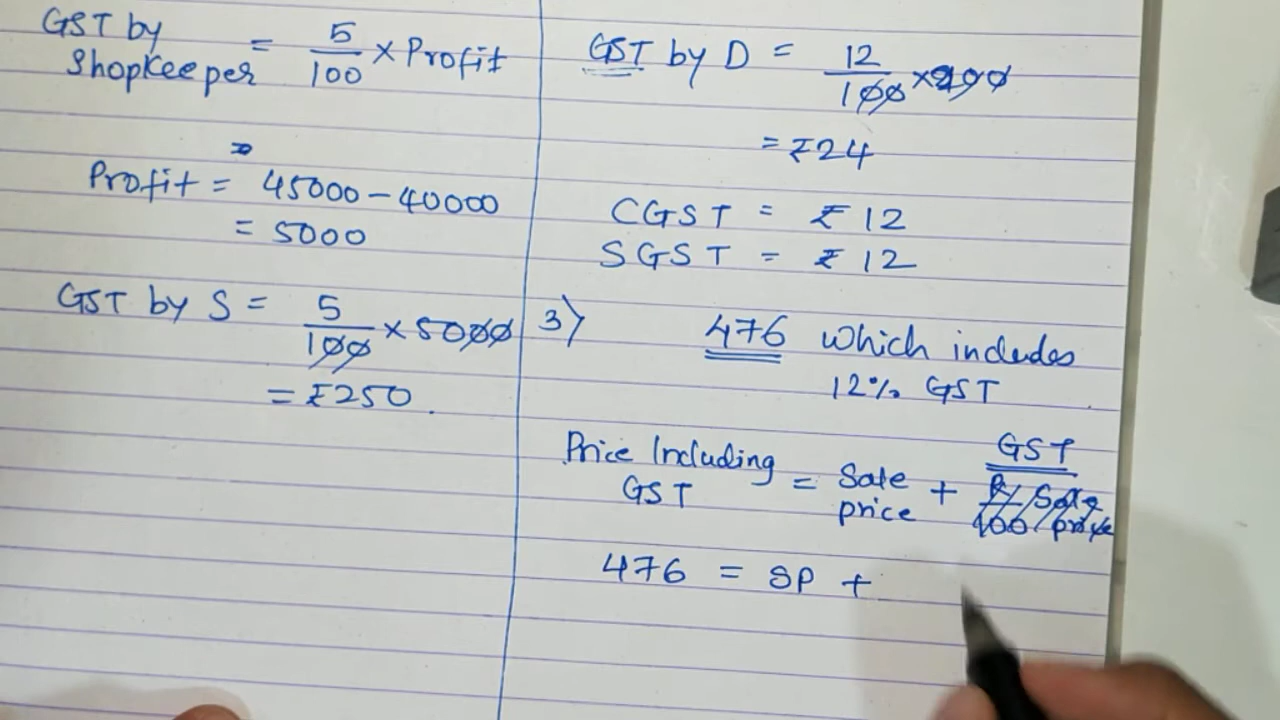 GST by
Shopkeeper = 5/100 × Profit
⇒
Profit = 45000 - 40000
= 5000
GST by S = 5/100 × 5000
= ₹250.
GST by D = 12/100 × 200
= ₹24
CGST = ₹12
SGST = ₹12
3) 476 which includes
12% GST
Price Including GST = Sale price + GST
R/100 Sale price
476 = SP +